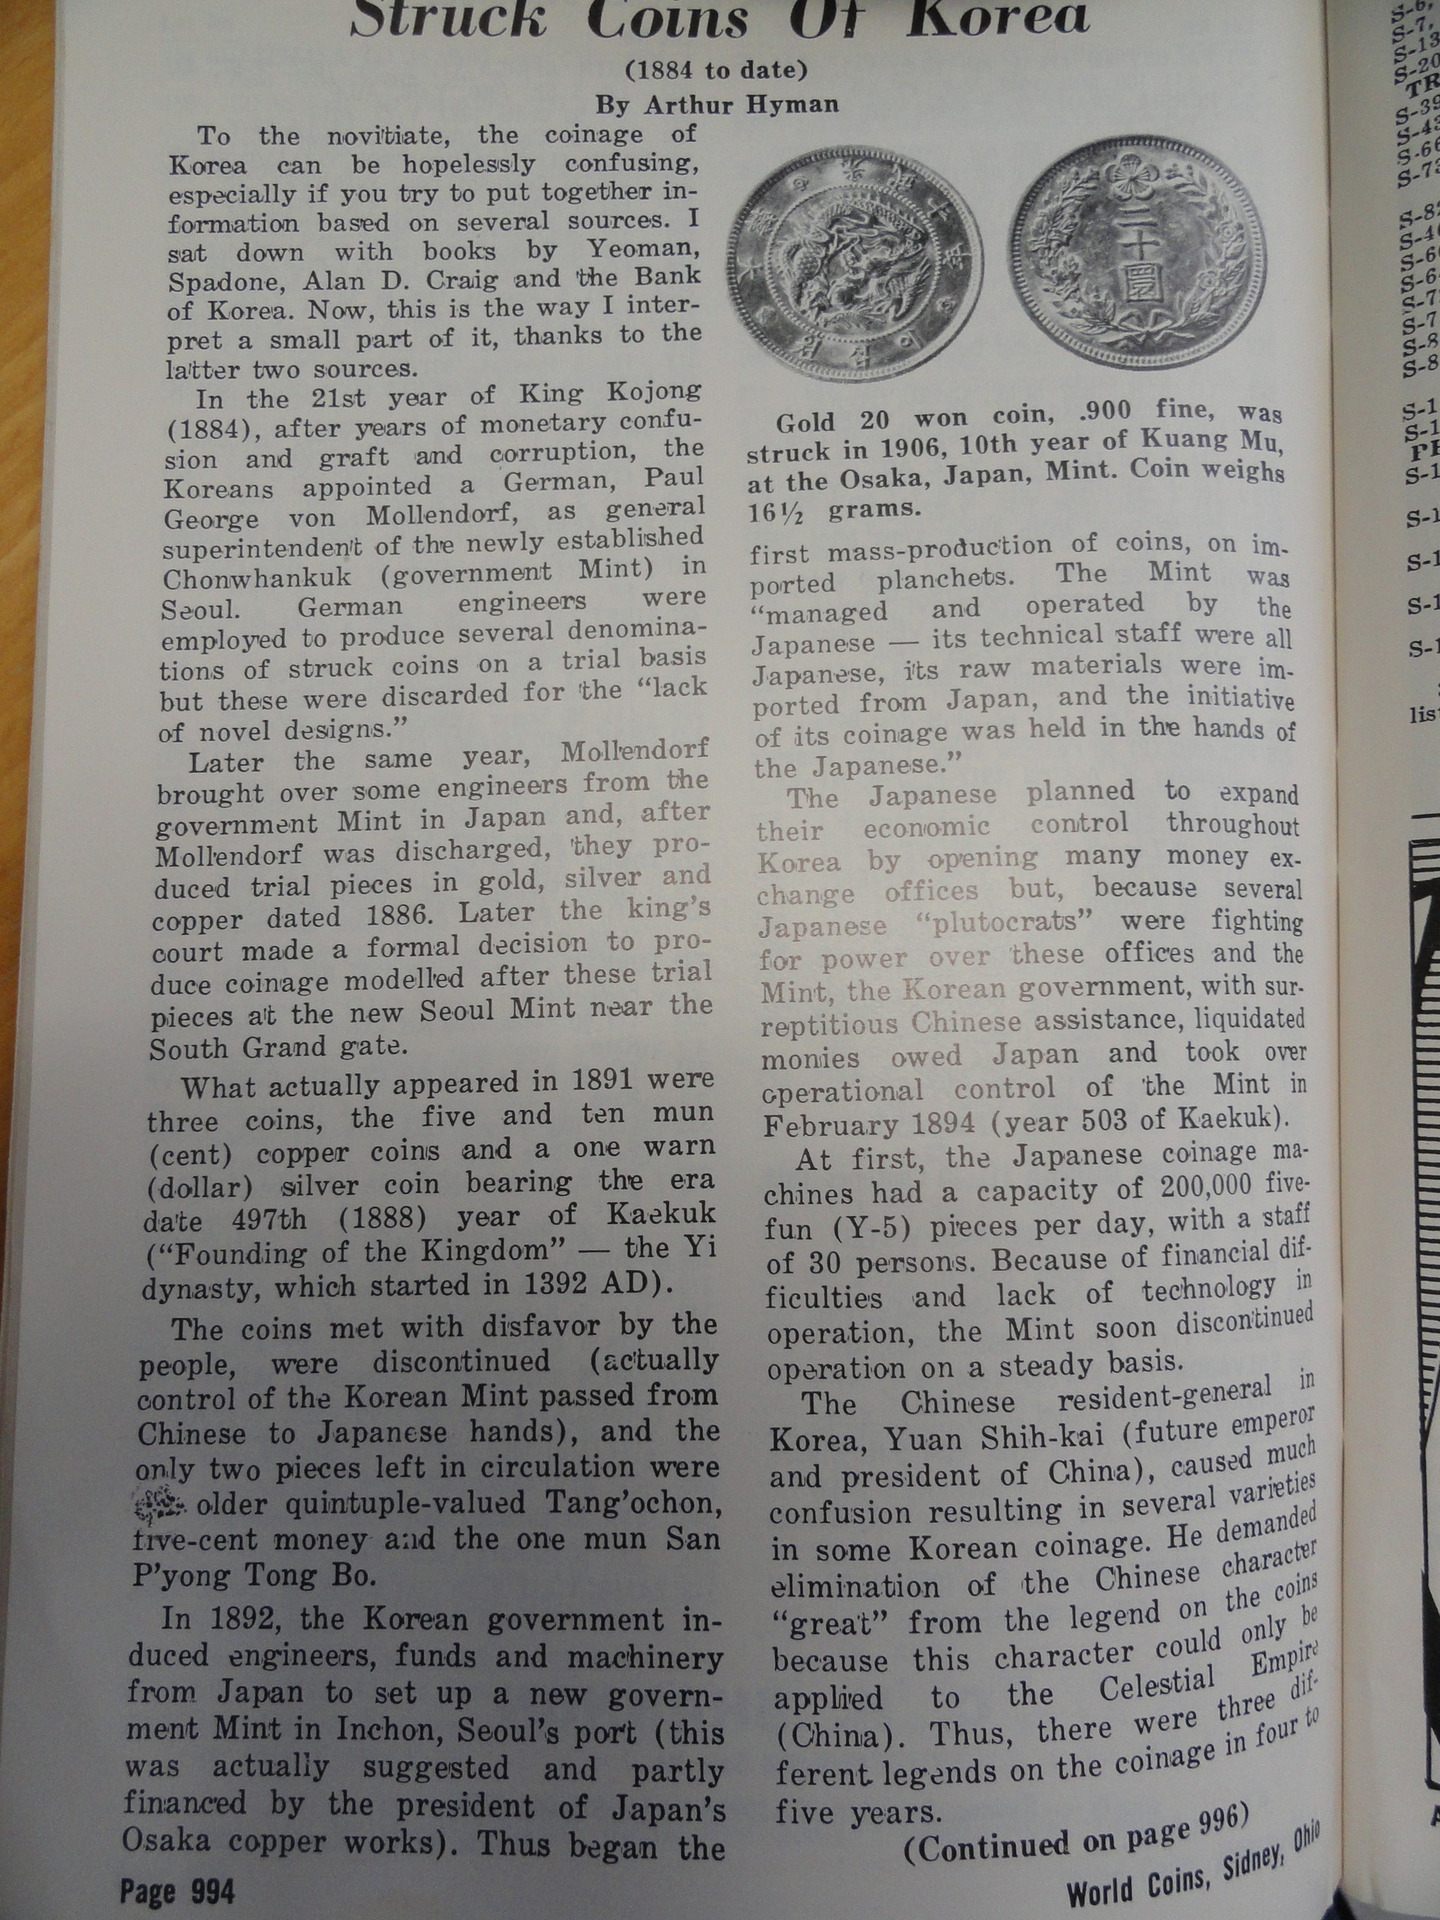 Struck Coins Of Korea
(1884 to date)
By Arthur Hyman
To the novitiate, the coinage of
Korea can be hopelessly confusing,
especially if you try to put together in-
formation based on several sources. I
sat down with books by Yeoman,
Spadone, Alan D. Craig and the Bank
of Korea. Now, this is the way I inter-
pret a small part of it, thanks to the
latter two sources.
In the 21st year of King Kojong
(1884), after years of monetary confu-
sion and graft and corruption, the
Koreans appointed a German, Paul
George von Mollendorf, as general
superintendent of the newly established
Chonwhankuk (government Mint) in
Seoul. German engineers were
employed to produce several denomina-
tions of struck coins on a trial basis
but these were discarded for the “lack
of novel designs.”
Later the same year, Mollendorf
brought over some engineers from the
government Mint in Japan and, after
Mollendorf was discharged, they pro-
duced trial pieces in gold, silver and
copper dated 1886. Later the king's
court made a formal decision to pro-
duce coinage modelled after these trial
pieces at the new Seoul Mint near the
South Grand gate.
What actually appeared in 1891 were
three coins, the five and ten mun
(cent) copper coins and a one warn
(dollar) silver coin bearing the era
date 497th (1888) year of Kaekuk
(“Founding of the Kingdom” — the Yi
dynasty, which started in 1392 AD).
The coins met with disfavor by the
people, were discontinued (actually
control of the Korean Mint passed from
Chinese to Japanese hands), and the
only two pieces left in circulation were
older quintuple-valued Tang'ochon,
five-cent money and the one mun San
P'yong Tong Bo.
In 1892, the Korean government in-
duced engineers, funds and machinery
from Japan to set up a new govern-
ment Mint in Inchon, Seoul's port (this
was actually suggested and partly
financed by the president of Japan's
Osaka copper works). Thus began the
Page 994
二十圜
Gold 20 won coin, .900 fine, was
struck in 1906, 10th year of Kuang Mu,
at the Osaka, Japan, Mint. Coin weighs
16½ grams.
first mass-production of coins, on im-
ported planchets. The Mint was
“managed and operated by the
Japanese — its technical staff were all
Japanese, its raw materials were im-
ported from Japan, and the initiative
of its coinage was held in the hands of
the Japanese.”
The Japanese planned to expand
their economic control throughout
Korea by opening many money ex-
change offices but, because several
Japanese “plutocrats” were fighting
for power over these offices and the
Mint, the Korean government, with sur-
reptitious Chinese assistance, liquidated
monies owed Japan and took over
operational control of the Mint in
February 1894 (year 503 of Kaekuk).
At first, the Japanese coinage ma-
chines had a capacity of 200,000 five-
fun (Y-5) pieces per day, with a staff
of 30 persons. Because of financial dif-
ficulties and lack of technology in
operation, the Mint soon discontinued
operation on a steady basis.
The Chinese resident-general in
Korea, Yuan Shih-kai (future emperor
and president of China), caused much
confusion resulting in several varieties
in some Korean coinage. He demanded
elimination of the Chinese character
“great” from the legend on the coins
because this character could only be
applied to the Celestial Empire
(China). Thus, there were three dif-
ferent legends on the coinage in four to
five years.
(Continued on page 996)
World Coins, Sidney, Ohio